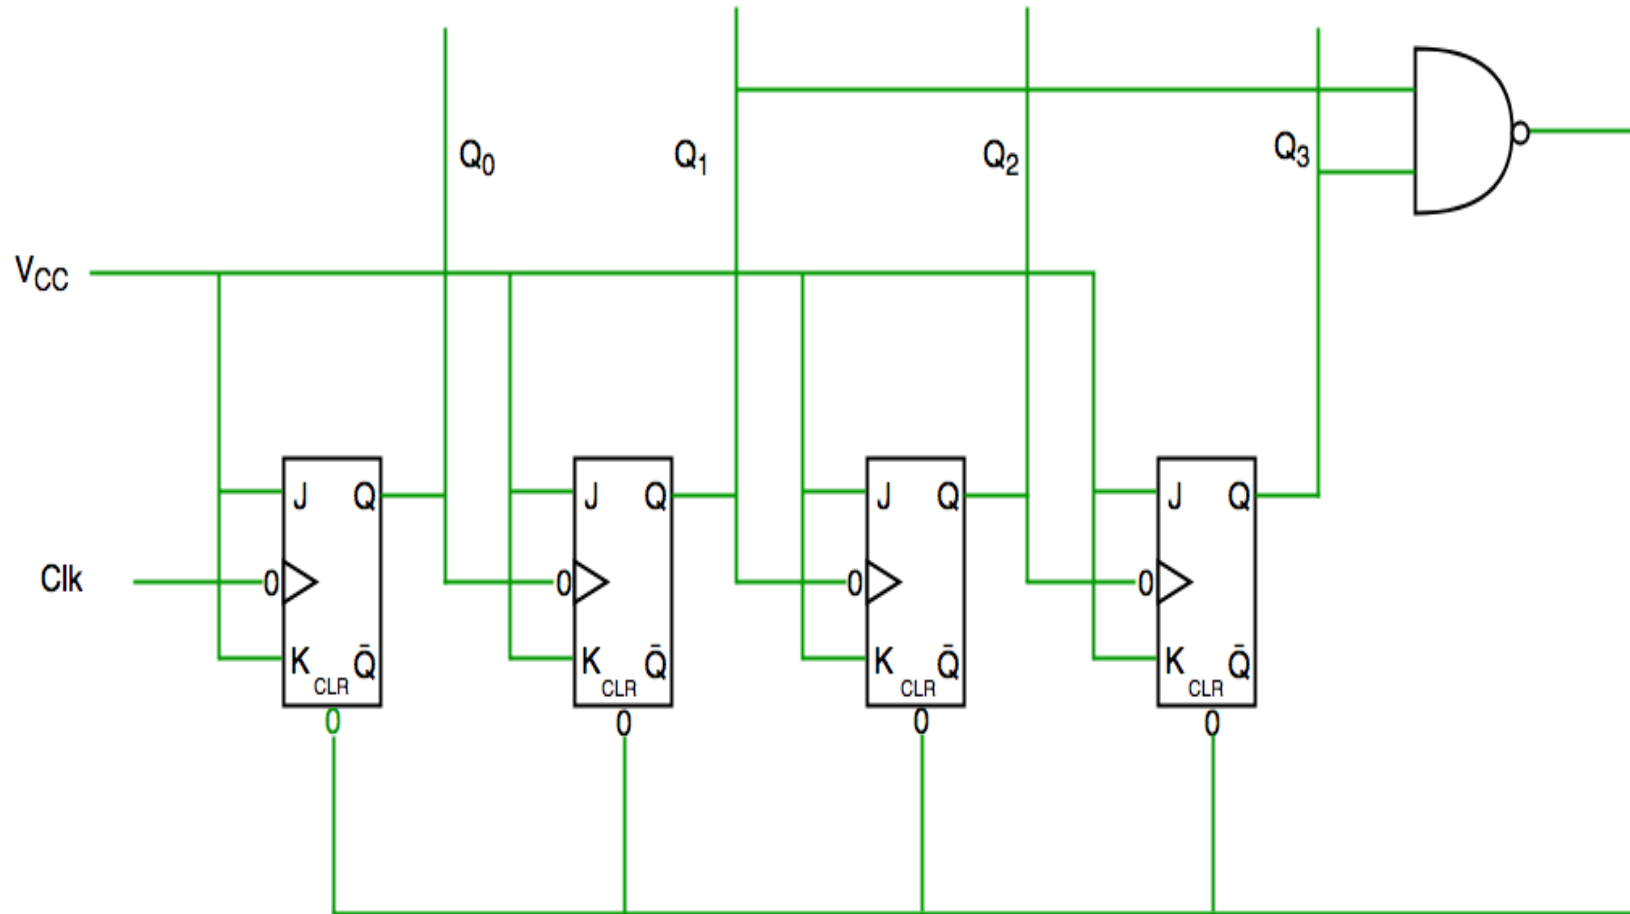 Q0 Q1 Q2 Q3
VCC
J Q J Q J Q J Q
Clk 0 0 0 0
K Q̄ K Q̄ K Q̄ K Q̄
CLR CLR CLR CLR
0 0 0 0